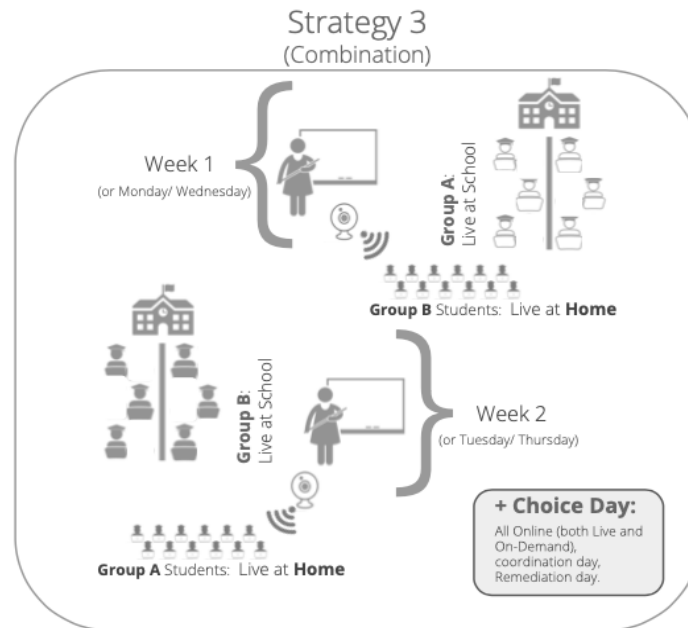 Strategy 3
(Combination)
Week 1
(or Monday/ Wednesday)
Group A:
Live at School
Group B Students: Live at Home
Group B:
Live at School
Week 2
(or Tuesday/ Thursday)
Group A Students: Live at Home
+ Choice Day:
All Online (both Live and
On-Demand),
coordination day,
Remediation day.